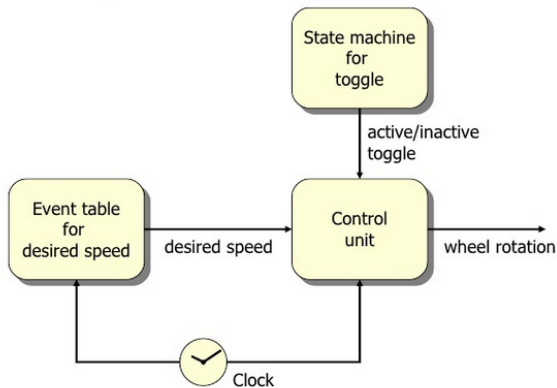 State machine
for
toggle
active/inactive
toggle
Event table
for
desired speed
desired speed
Control
unit
wheel rotation
Clock